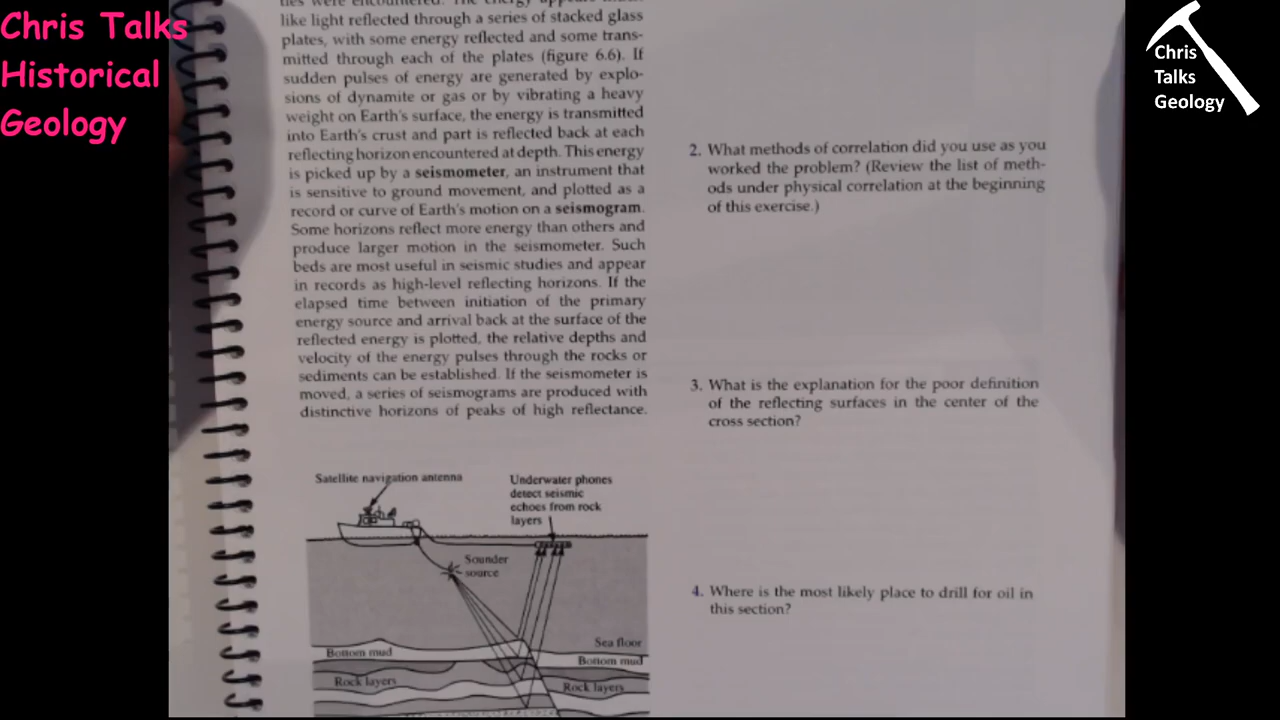 Chris Talks
Historical
Geology
Chris
Talks
Geology
ties were encountered. The energy
like light reflected through a series of stacked glass
plates, with some energy reflected and some trans-
mitted through each of the plates (figure 6.6). If
sudden pulses of energy are generated by explo-
sions of dynamite or gas or by vibrating a heavy
weight on Earth's surface, the energy is transmitted
into Earth's crust and part is reflected back at each
reflecting horizon encountered at depth. This energy
is picked up by a seismometer, an instrument that
is sensitive to ground movement, and plotted as a
record or curve of Earth's motion on a seismogram.
Some horizons reflect more energy than others and
produce larger motion in the seismometer. Such
beds are most useful in seismic studies and appear
in records as high-level reflecting horizons. If the
elapsed time between initiation of the primary
energy source and arrival back at the surface of the
reflected energy is plotted, the relative depths and
velocity of the energy pulses through the rocks or
sediments can be established. If the seismometer is
moved, a series of seismograms are produced with
distinctive horizons of peaks of high reflectance.
Satellite navigation antenna
Underwater phones
detect seismic
echoes from rock
layers
Sounder
source
Sea floor
Bottom mud
Bottom mud
Rock layers
Rock layers
2. What methods of correlation did you use as you
worked the problem? (Review the list of meth-
ods under physical correlation at the beginning
of this exercise.)
3. What is the explanation for the poor definition
of the reflecting surfaces in the center of the
cross section?
4. Where is the most likely place to drill for oil in
this section?